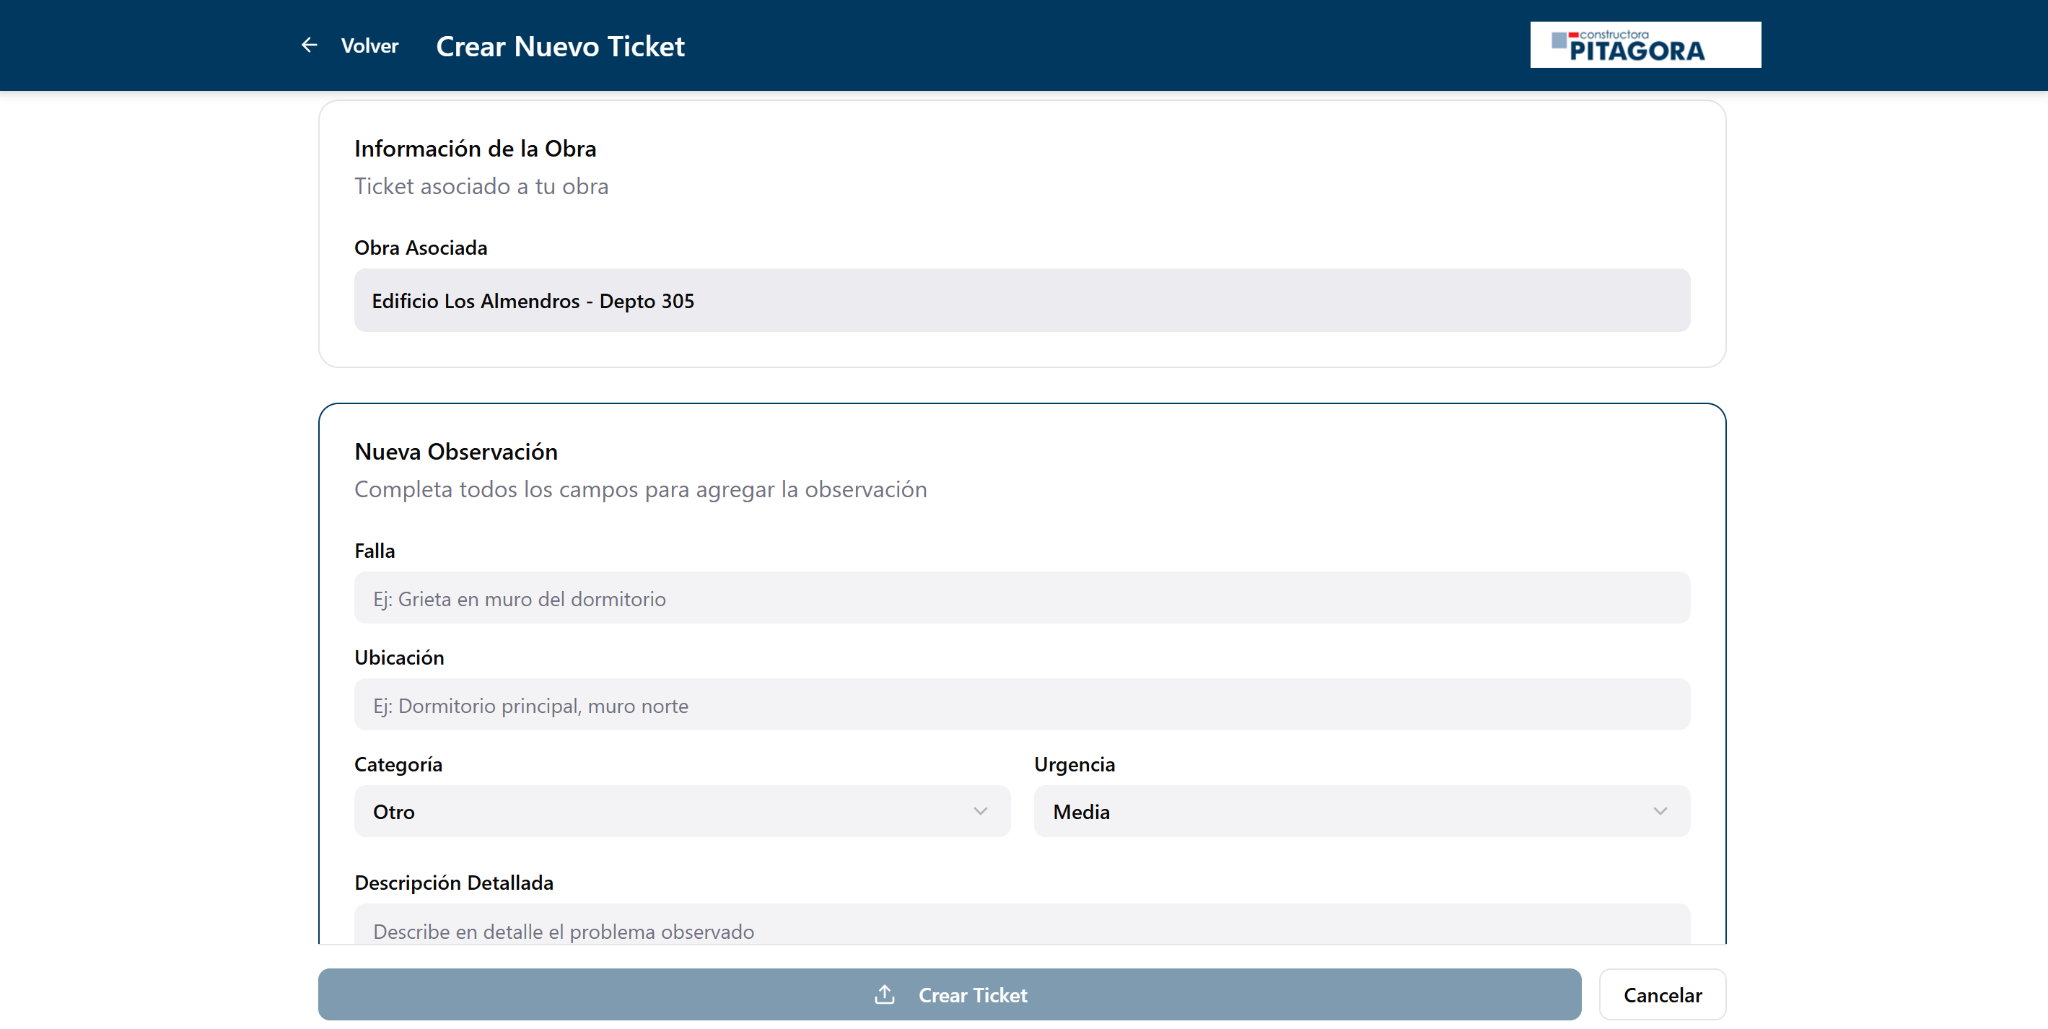 Volver
Crear Nuevo Ticket
constructora
PITAGORA
Información de la Obra
Ticket asociado a tu obra
Obra Asociada
Edificio Los Almendros - Depto 305
Nueva Observación
Completa todos los campos para agregar la observación
Falla
Ej: Grieta en muro del dormitorio
Ubicación
Ej: Dormitorio principal, muro norte
Categoría
Urgencia
Otro
Media
Descripción Detallada
Describe en detalle el problema observado
Crear Ticket
Cancelar